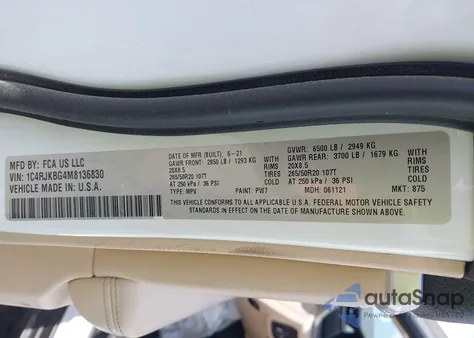 MFD BY: FCA US LLC
VIN: 1C4RJKBG4M8136830
VEHICLE MADE IN U.S.A.
DATE OF MFR (BUILT): 6-21
GAWR FRONT: 2850 LB / 1293 KG
WITH
20X8.5 RIMS
265/50R20 107T
AT 250 kPa / 36 PSI
TYPE: MPV PAINT: PW7
GVWR: 6500 LB / 2949 KG
GAWR REAR: 3700 LB / 1679 KG
WITH
20X8.5 RIMS
265/50R20 107T
AT 250 kPa / 36 PSI
MDH: 061121 MKT: 875
THIS VEHICLE CONFORMS TO ALL APPLICABLE U.S.A. FEDERAL MOTOR VEHICLE SAFETY
STANDARDS IN EFFECT ON THE DATE OF MANUFACTURE SHOWN ABOVE.
autoSnap